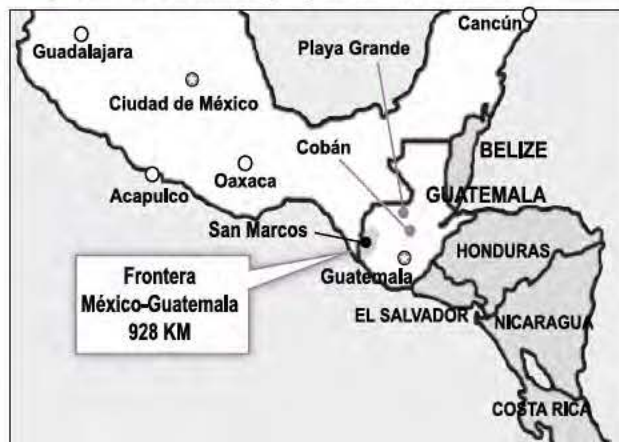 Cancún
Guadalajara
Playa Grande
Ciudad de México
Cobán
BELIZE
Oaxaca
Acapulco
GUATEMALA
San Marcos
HONDURAS
Guatemala
Frontera
México-Guatemala
928 KM
EL SALVADOR
NICARAGUA
COSTA RICA